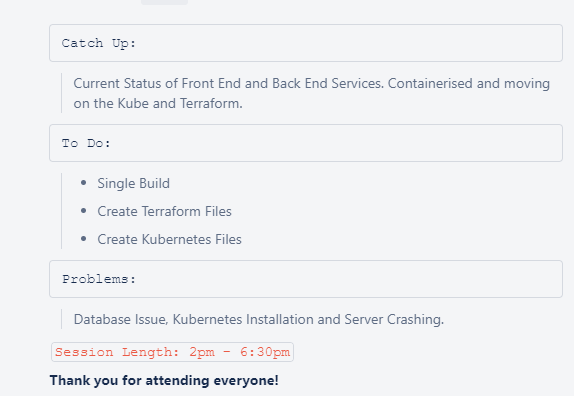 Catch Up:
Current Status of Front End and Back End Services. Containerised and moving
on the Kube and Terraform.
To Do:
• Single Build
• Create Terraform Files
• Create Kubernetes Files
Problems:
Database Issue, Kubernetes Installation and Server Crashing.
Session Length: 2pm - 6:30pm
Thank you for attending everyone!